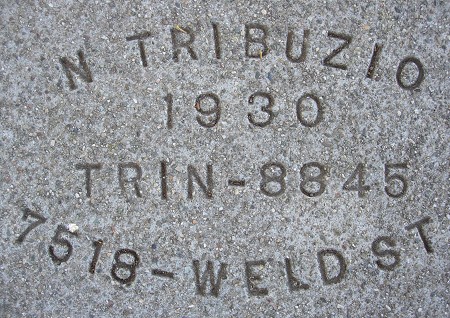 N TRIBUZIO
1930
TRIN-8845
7518-WELD ST